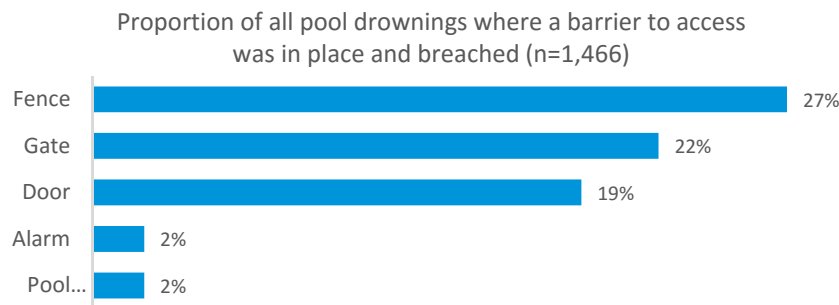 Proportion of all pool drownings where a barrier to access
was in place and breached (n=1,466)
Fence 27%
Gate 22%
Door 19%
Alarm 2%
Pool... 2%